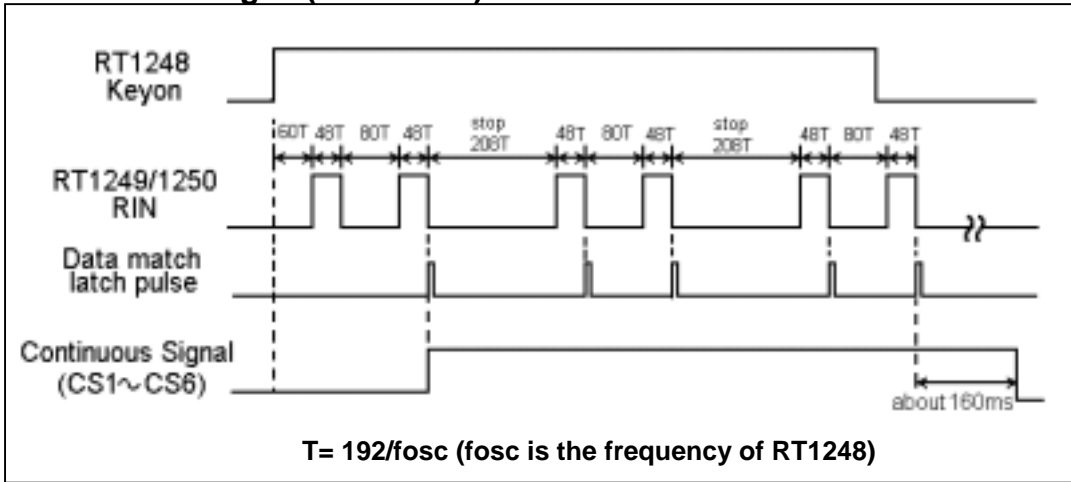 RT1248
Keyon
60T 48T 80T 48T stop 208T 48T 80T 48T stop 208T 48T 80T 48T
RT1249/1250
RIN
Data match
latch pulse
Continuous Signal
(CS1~CS6)
about 160ms
T= 192/fosc (fosc is the frequency of RT1248)